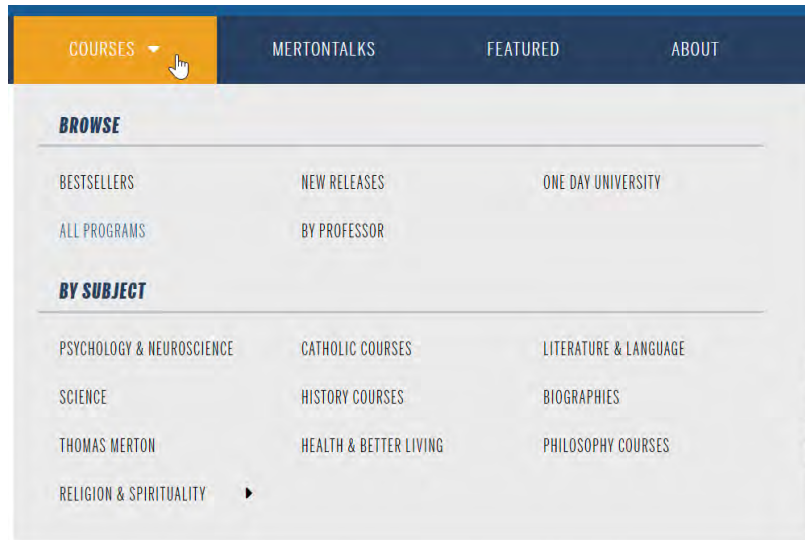 COURSES MERTONTALKS FEATURED ABOUT
BROWSE
BESTSELLERS NEW RELEASES ONE DAY UNIVERSITY
ALL PROGRAMS BY PROFESSOR
BY SUBJECT
PSYCHOLOGY & NEUROSCIENCE CATHOLIC COURSES LITERATURE & LANGUAGE
SCIENCE HISTORY COURSES BIOGRAPHIES
THOMAS MERTON HEALTH & BETTER LIVING PHILOSOPHY COURSES
RELIGION & SPIRITUALITY